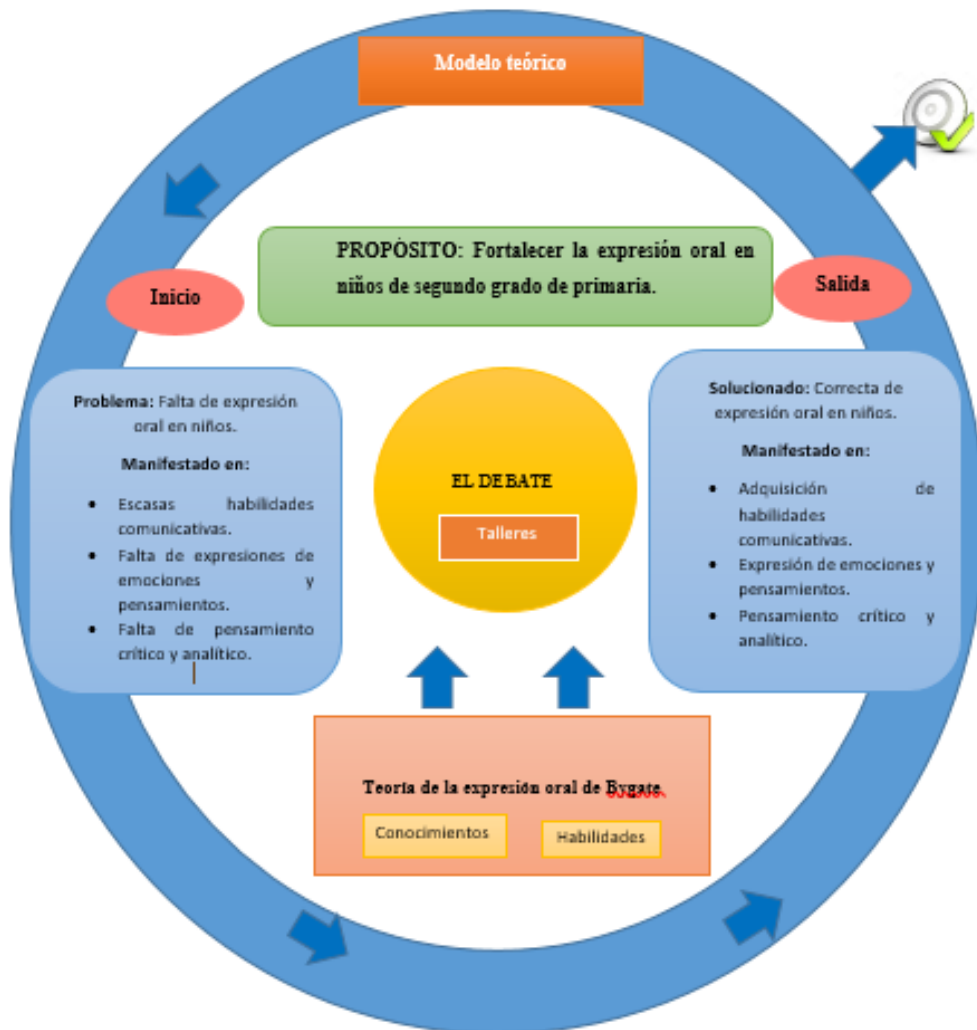 Modelo teórico
PROPÓSITO: Fortalecer la expresión oral en
niños de segundo grado de primaria.
Inicio
Salida
Problema: Falta de expresión
oral en niños.
Manifestado en:
• Escasas habilidades
comunicativas.
• Falta de expresiones de
emociones y
pensamientos.
• Falta de pensamiento
crítico y analítico.
EL DEBATE
Talleres
Solucionado: Correcta de
expresión oral en niños.
Manifestado en:
• Adquisición de
habilidades
comunicativas.
• Expresión de emociones y
pensamientos.
• Pensamiento crítico y
analítico.
Teoría de la expresión oral de Bygate
Conocimientos
Habilidades